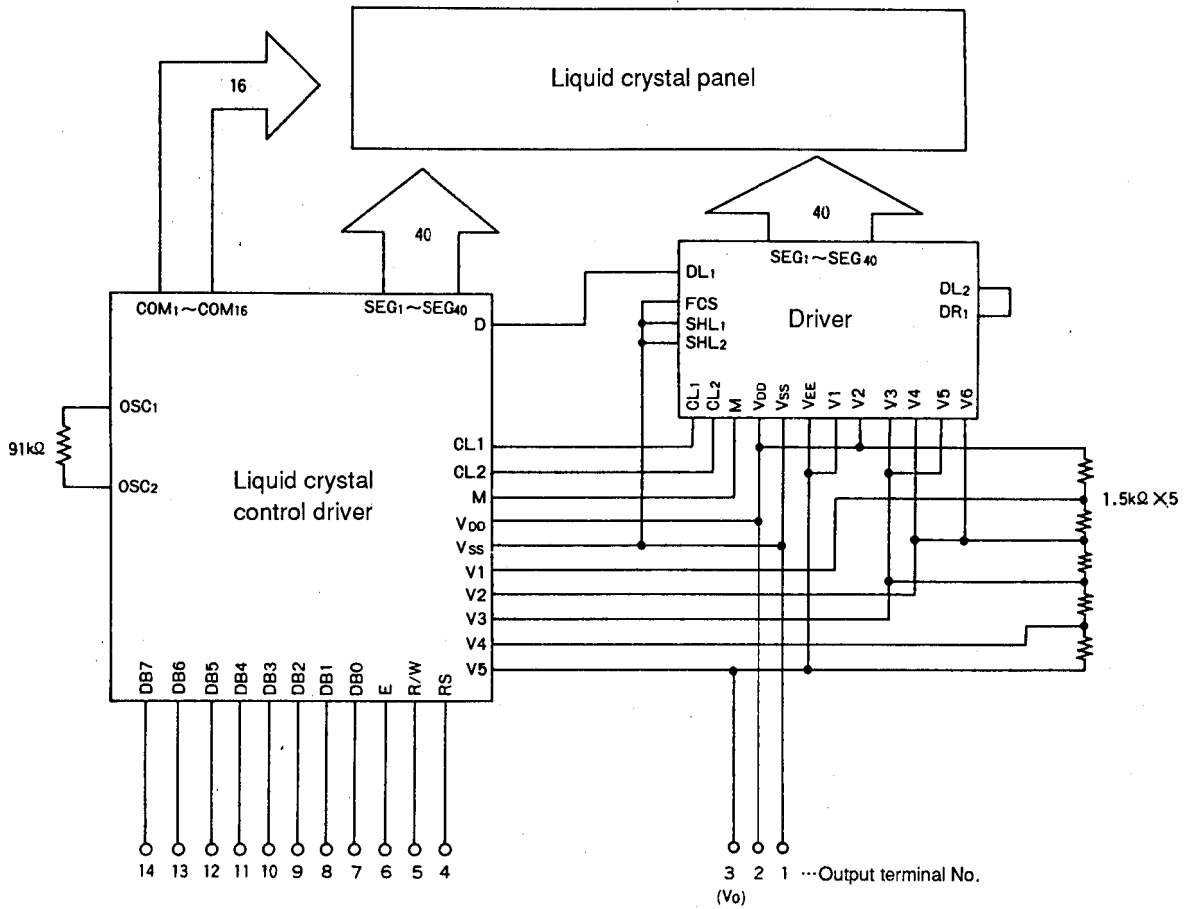 Liquid crystal panel
16
40
40
COM1~COM16
SEG1~SEG40
D
SEG1~SEG40
DL1
FCS
SHL1
SHL2
Driver
DL2
DR1
CL1
CL2
M
VDD
VSS
VEE
V1
V2
V3
V4
V5
V6
OSC1
OSC2
91kΩ
Liquid crystal
control driver
CL1
CL2
M
VDD
VSS
V1
V2
V3
V4
V5
1.5kΩ×5
DB7
DB6
DB5
DB4
DB3
DB2
DB1
DB0
E
R/W
RS
14 13 12 11 10 9 8 7 6 5 4
3 2 1 …Output terminal No.
(V0)